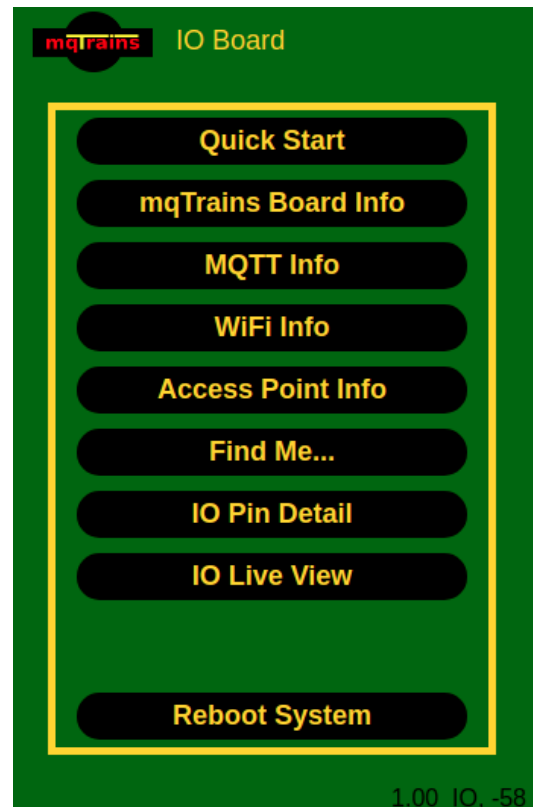 mqTrains IO Board
Quick Start
mqTrains Board Info
MQTT Info
WiFi Info
Access Point Info
Find Me...
IO Pin Detail
IO Live View
Reboot System
1.00 IO, -58